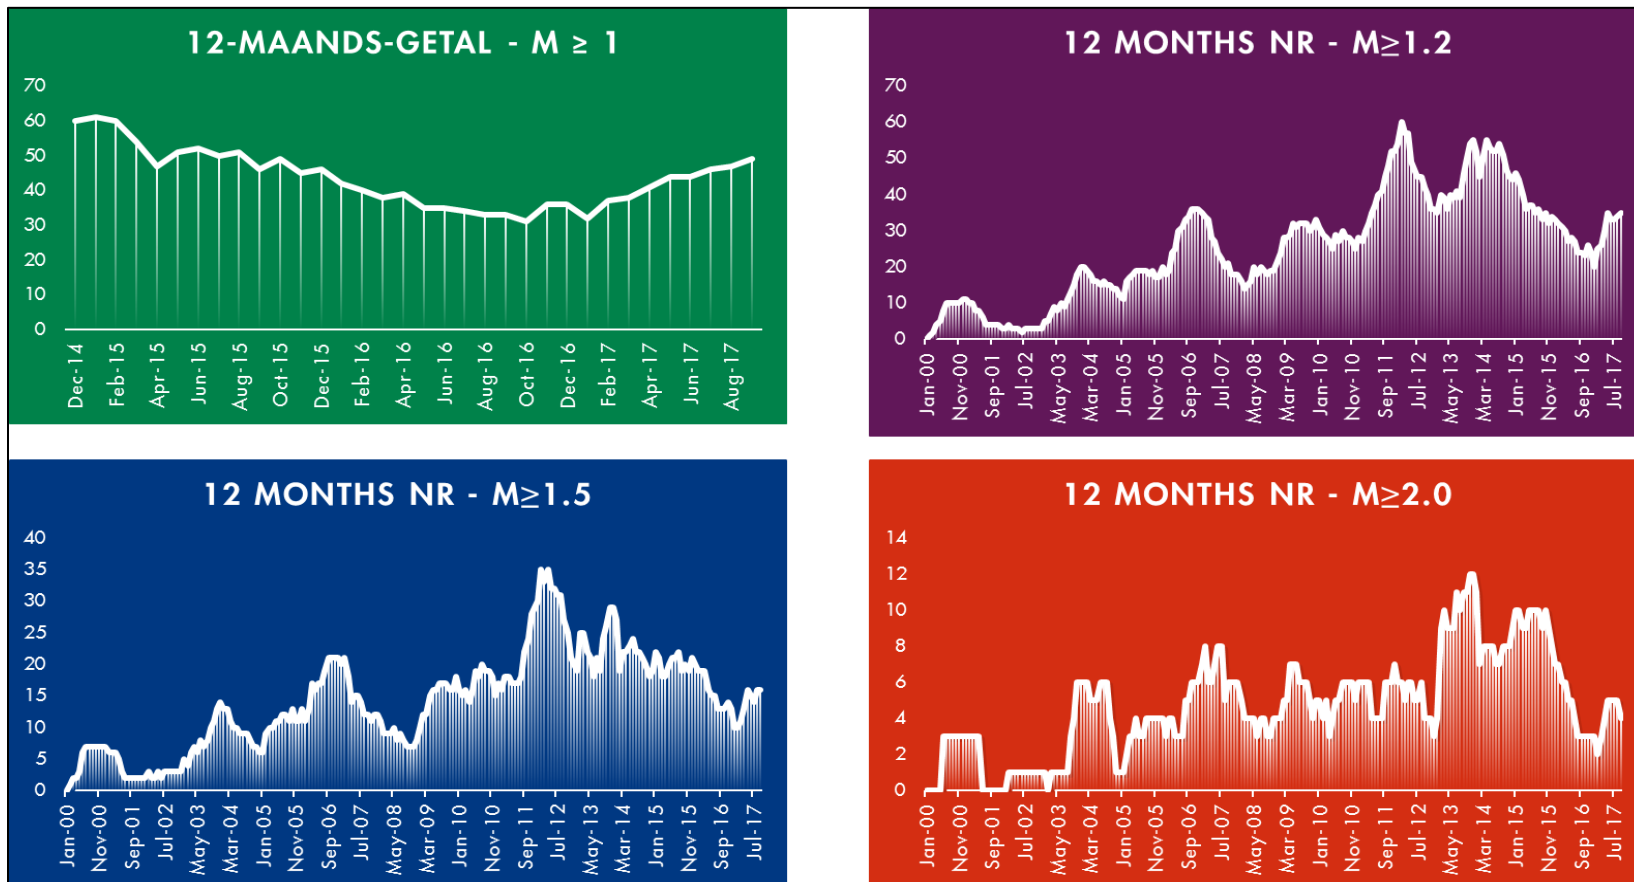 12-MAANDS-GETAL - M ≥ 1
70
60
50
40
30
20
10
0
Dec-14
Feb-15
Apr-15
Jun-15
Aug-15
Oct-15
Dec-15
Feb-16
Apr-16
Jun-16
Aug-16
Oct-16
Dec-16
Feb-17
Apr-17
Jun-17
Aug-17
12 MONTHS NR - M≥1.2
70
60
50
40
30
20
10
0
Jan-00
Nov-00
Sep-01
Jul-02
May-03
Mar-04
Jan-05
Nov-05
Sep-06
Jul-07
May-08
Mar-09
Jan-10
Nov-10
Sep-11
Jul-12
May-13
Mar-14
Jan-15
Nov-15
Sep-16
Jul-17
12 MONTHS NR - M≥1.5
40
35
30
25
20
15
10
5
0
Jan-00
Nov-00
Sep-01
Jul-02
May-03
Mar-04
Jan-05
Nov-05
Sep-06
Jul-07
May-08
Mar-09
Jan-10
Nov-10
Sep-11
Jul-12
May-13
Mar-14
Jan-15
Nov-15
Sep-16
Jul-17
12 MONTHS NR - M≥2.0
14
12
10
8
6
4
2
0
Jan-00
Nov-00
Sep-01
Jul-02
May-03
Mar-04
Jan-05
Nov-05
Sep-06
Jul-07
May-08
Mar-09
Jan-10
Nov-10
Sep-11
Jul-12
May-13
Mar-14
Jan-15
Nov-15
Sep-16
Jul-17